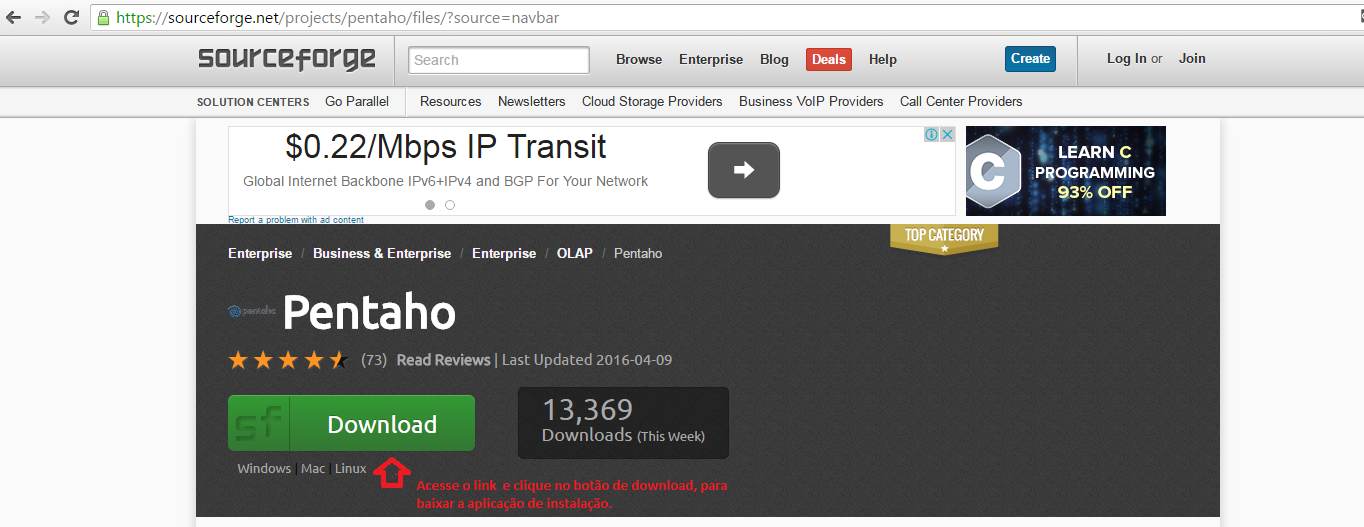 https://sourceforge.net/projects/pentaho/files/?source=navbar
sourceforge Search Browse Enterprise Blog Deals Help Create Log In or Join
SOLUTION CENTERS Go Parallel Resources Newsletters Cloud Storage Providers Business VoIP Providers Call Center Providers
$0.22/Mbps IP Transit
Global Internet Backbone IPv6+IPv4 and BGP For Your Network
C
LEARN C
PROGRAMMING
93% OFF
Report a problem with ad content
TOP CATEGORY
Enterprise / Business & Enterprise / Enterprise / OLAP / Pentaho
pentaho Pentaho
(73) Read Reviews | Last Updated 2016-04-09
sf Download
13,369
Downloads (This Week)
Windows | Mac | Linux
Acesse o link e clique no botão de download, para
baixar a aplicação de instalação.